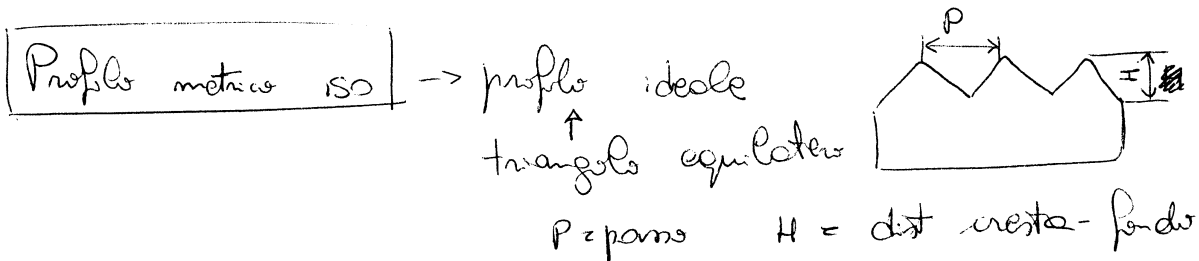 P
Profilo metrico ISO -> profilo ideale
H
↑
triangolo equilatero
P = passo H = dist cresta - fondo